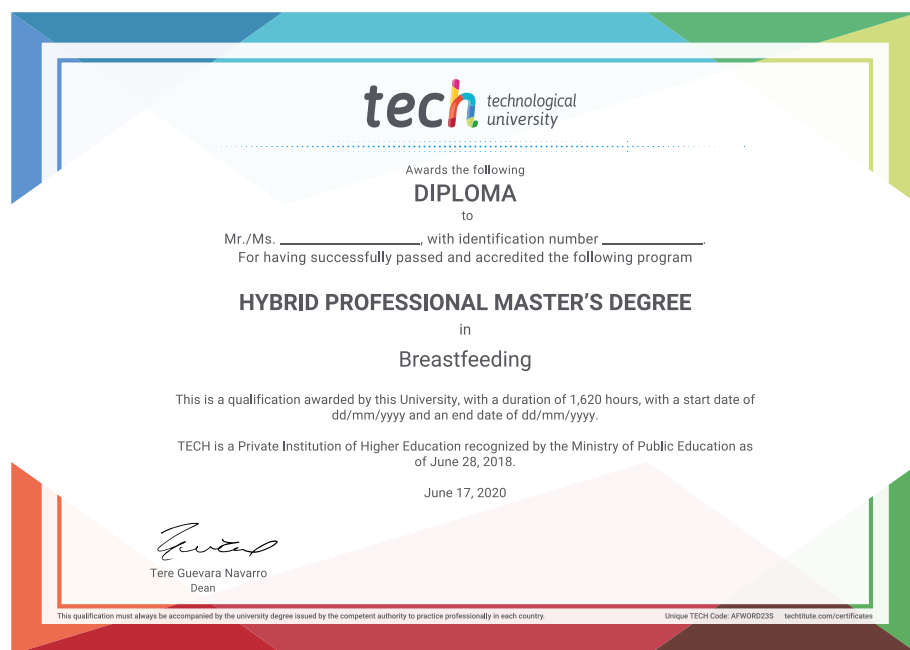 tech technological
university
Awards the following
DIPLOMA
to
Mr./Ms. ________________, with identification number ____________.
For having successfully passed and accredited the following program
HYBRID PROFESSIONAL MASTER'S DEGREE
in
Breastfeeding
This is a qualification awarded by this University, with a duration of 1,620 hours, with a start date of
dd/mm/yyyy and an end date of dd/mm/yyyy.
TECH is a Private Institution of Higher Education recognized by the Ministry of Public Education as
of June 28, 2018.
June 17, 2020
Tere Guevara Navarro
Dean
This qualification must always be accompanied by the university degree issued by the competent authority to practice professionally in each country. Unique TECH Code: AFWORD23S techtitute.com/certificates